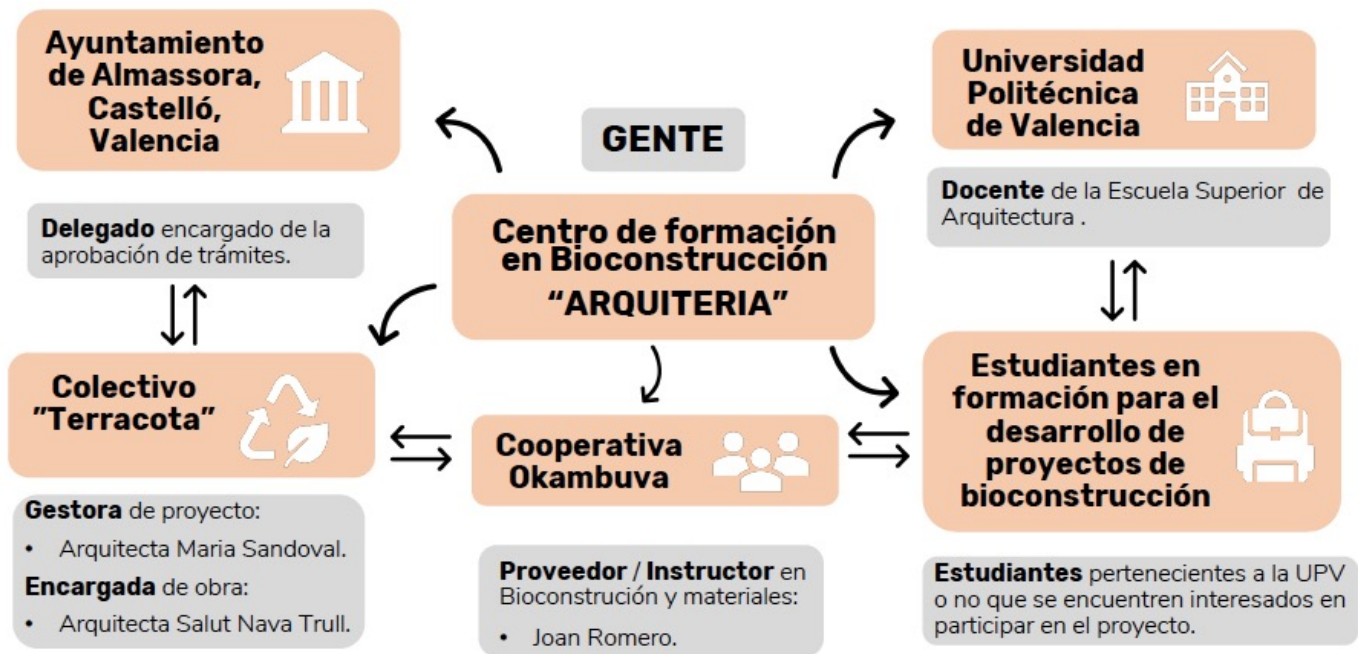 Ayuntamiento
de Almassora,
Castelló,
Valencia
Delegado encargado de la
aprobación de trámites.
GENTE
Centro de formación
en Bioconstrucción
“ARQUITERIA”
Universidad
Politécnica
de Valencia
Docente de la Escuela Superior de
Arquitectura .
Colectivo
”Terracota”
Gestora de proyecto:
• Arquitecta Maria Sandoval.
Encargada de obra:
• Arquitecta Salut Nava Trull.
Cooperativa
Okambuva
Proveedor / Instructor en
Bioconstrución y materiales:
• Joan Romero.
Estudiantes en
formación para el
desarrollo de
proyectos de
bioconstrucción
Estudiantes pertenecientes a la UPV
o no que se encuentren interesados en
participar en el proyecto.